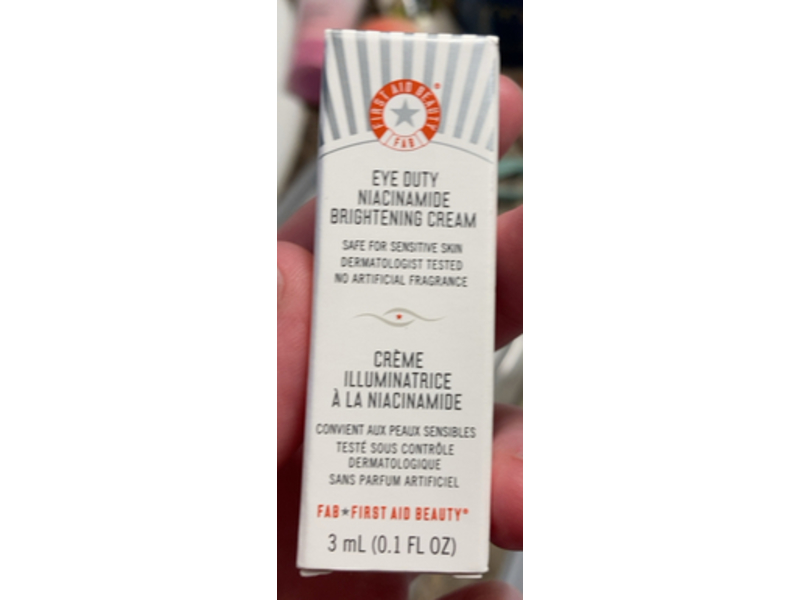 FIRST AID BEAUTY®
FAB
EYE DUTY
NIACINAMIDE
BRIGHTENING CREAM
SAFE FOR SENSITIVE SKIN
DERMATOLOGIST TESTED
NO ARTIFICIAL FRAGRANCE
CRÈME
ILLUMINATRICE
À LA NIACINAMIDE
CONVIENT AUX PEAUX SENSIBLES
TESTÉ SOUS CONTRÔLE
DERMATOLOGIQUE
SANS PARFUM ARTIFICIEL
FAB★FIRST AID BEAUTY®
3 mL (0.1 FL OZ)